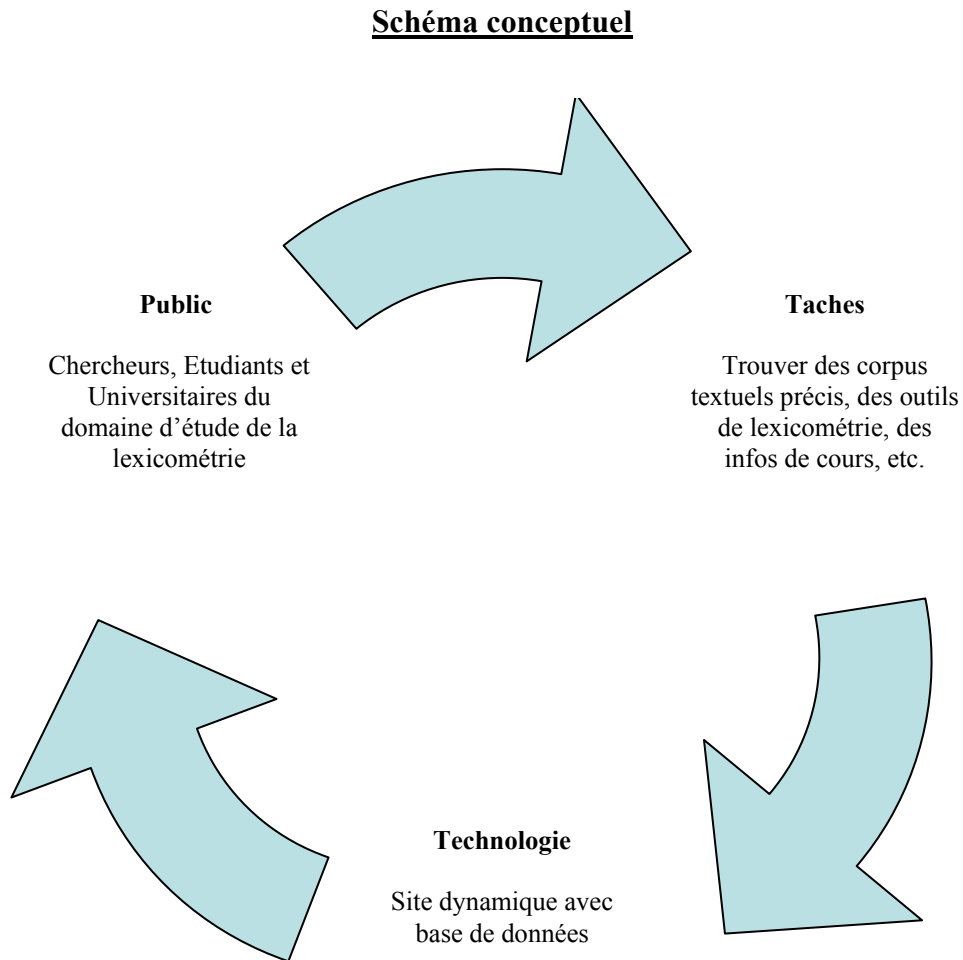 Schéma conceptuel
Public
Chercheurs, Etudiants et
Universitaires du
domaine d’étude de la
lexicométrie
Taches
Trouver des corpus
textuels précis, des outils
de lexicométrie, des
infos de cours, etc.
Technologie
Site dynamique avec
base de données